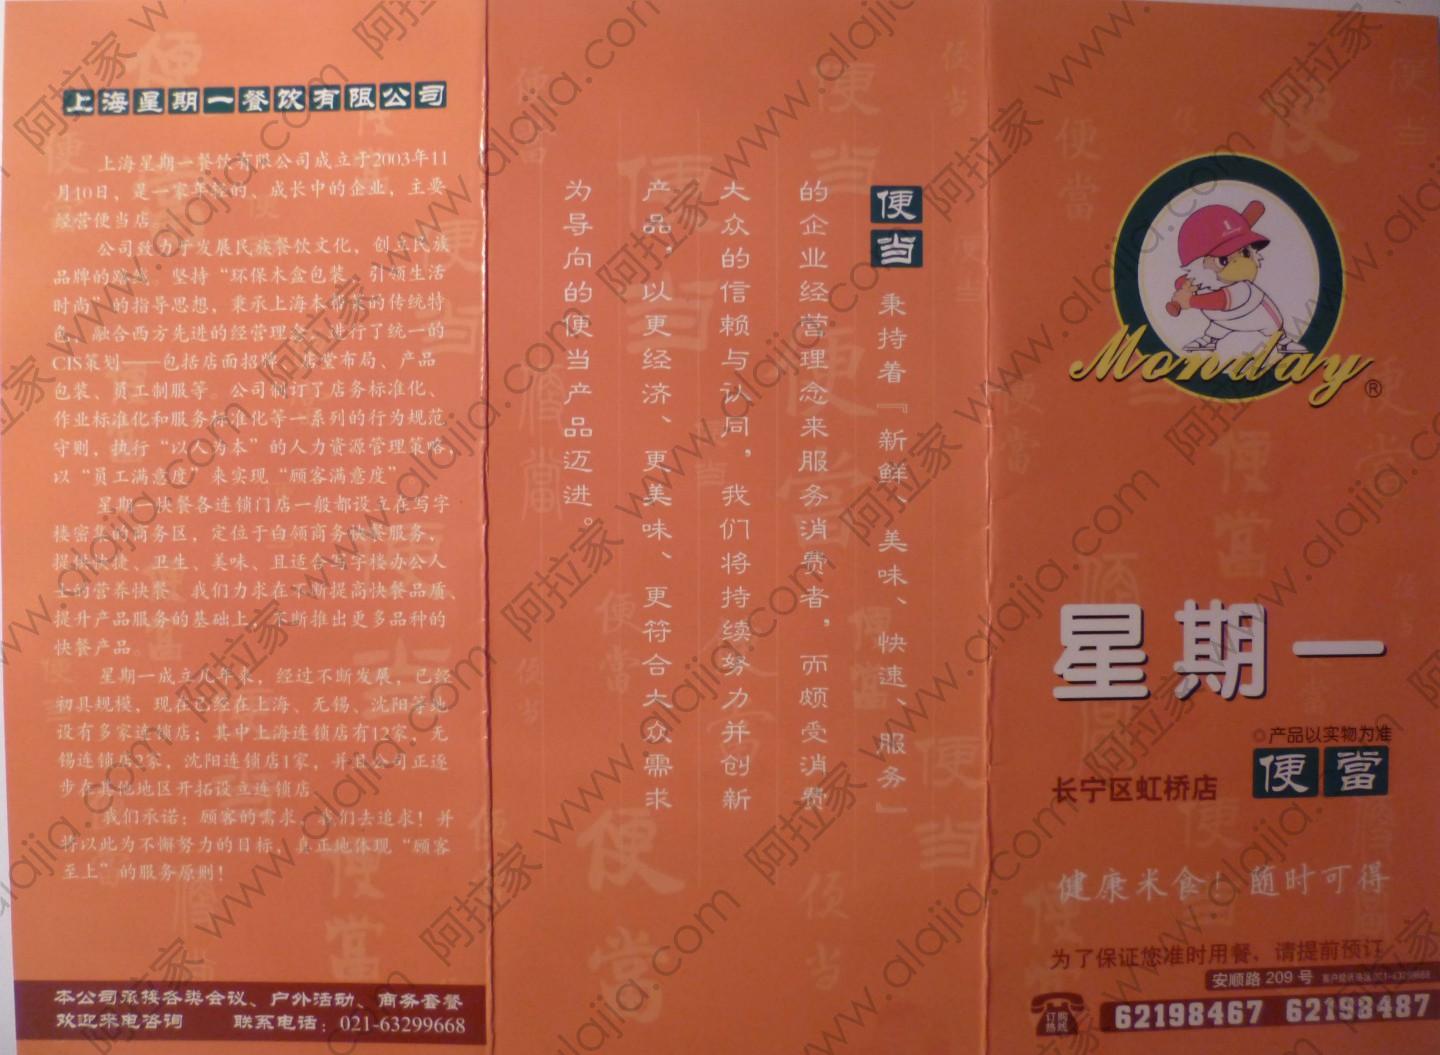 上海星期一餐饮有限公司
上海星期一餐饮有限公司成立于2003年11
月10日，是一家年轻的、成长中的企业，主要
经营便当店。
公司致力于发展民族餐饮文化，创立民族
品牌的路线。坚持“环保木盒包装，引领生活
时尚”的指导思想，秉承上海本帮菜的传统特
色，融合西方先进的经营理念，进行了统一的
CIS策划——包括店面招牌、店堂布局、产品
包装、员工制服等。公司制订了店务标准化、
作业标准化和服务标准化等一系列的行为规范
守则，执行“以人为本”的人力资源管理策略，
以“员工满意度”来实现“顾客满意度”
星期一快餐各连锁门店一般都设立在写字
楼密集的商务区，定位于白领商务快餐服务，
提供快捷、卫生、美味、且适合写字楼办公人
士的营养快餐。我们力求在不断提高快餐品质、
提升产品服务的基础上，不断推出更多品种的
快餐产品。
星期一成立几年来，经过不断发展，已经
初具规模，现在已经在上海、无锡、沈阳等地
设有多家连锁店；其中上海连锁店有12家，无
锡连锁店2家，沈阳连锁店1家，并且公司正逐
步在其他地区开拓设立连锁店。
我们承诺：顾客的需求，我们去追求！并
将以此为不懈努力的目标，真正地体现“顾客
至上”的服务原则！
本公司承接各类会议、户外活动、商务套餐
欢迎来电咨询 联系电话：021-63299668
便当 秉持着『新鲜、美味、快速、服务』
的企业经营理念来服务消费者，而颇受消费
大众的信赖与认同，我们将持续努力并创新
产品，以更经济、更美味、更符合大众需求
为导向的便当产品迈进。
Monday®
星期一
◎产品以实物为准
便當
长宁区虹桥店
健康米食！随时可得
为了保证您准时用餐，请提前预订
安顺路 209 号
订购热线
62198467 62198487
阿拉家 www.alajia.com